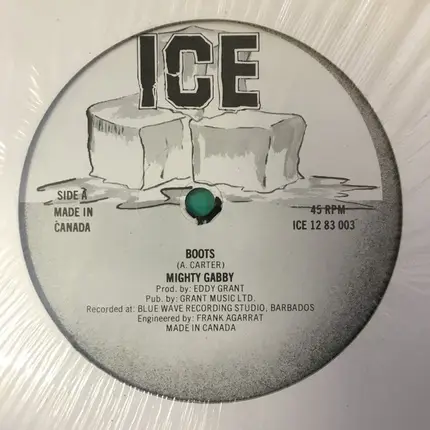 ICE
SIDE A
MADE IN
CANADA
45 RPM
ICE 12 83 003
BOOTS
(A. CARTER)
MIGHTY GABBY
Prod. by: EDDY GRANT
Pub. by: GRANT MUSIC LTD.
Recorded at: BLUE WAVE RECORDING STUDIO, BARBADOS
Engineered by: FRANK AGARRAT
MADE IN CANADA